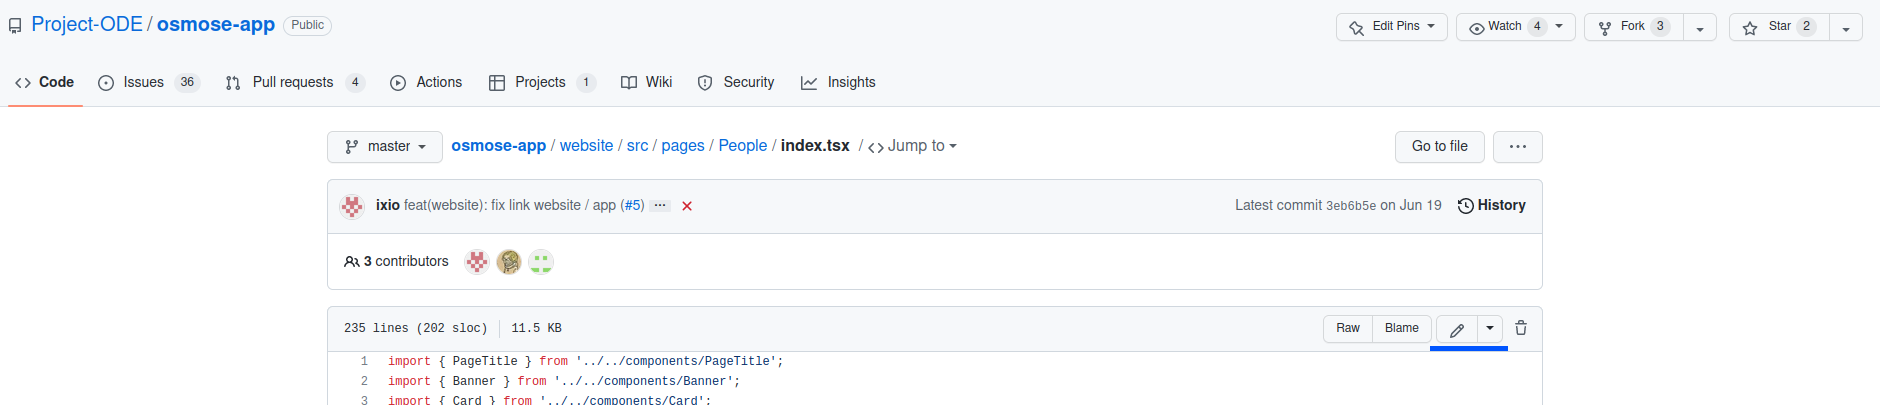 Project-ODE / osmose-app Public Edit Pins Watch 4 Fork 3 Star 2
Code Issues 36 Pull requests 4 Actions Projects 1 Wiki Security Insights
master osmose-app / website / src / pages / People / index.tsx / <> Jump to Go to file ...
ixio feat(website): fix link website / app (#5) ... Latest commit 3eb6b5e on Jun 19 History
3 contributors
235 lines (202 sloc) 11.5 KB Raw Blame
1 import { PageTitle } from '../../components/PageTitle';
2 import { Banner } from '../../components/Banner';
3 import { Card } from '../../components/Card';